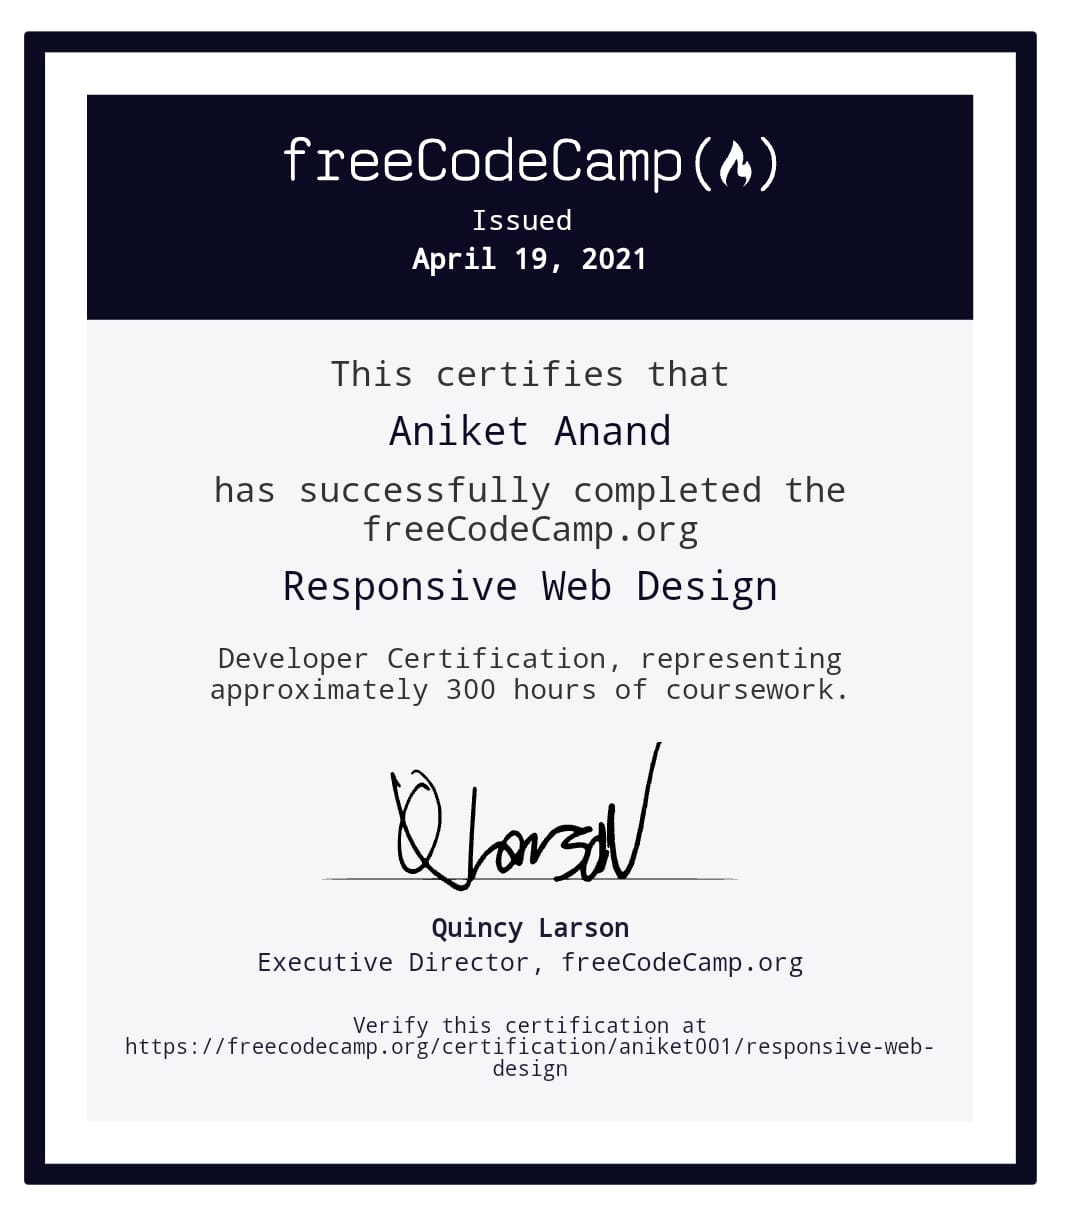 freeCodeCamp
Issued
April 19, 2021
This certifies that
Aniket Anand
has successfully completed the
freeCodeCamp.org
Responsive Web Design
Developer Certification, representing
approximately 300 hours of coursework.
Q Larson
Quincy Larson
Executive Director, freeCodeCamp.org
Verify this certification at
https://freecodecamp.org/certification/aniket001/responsive-web-
design